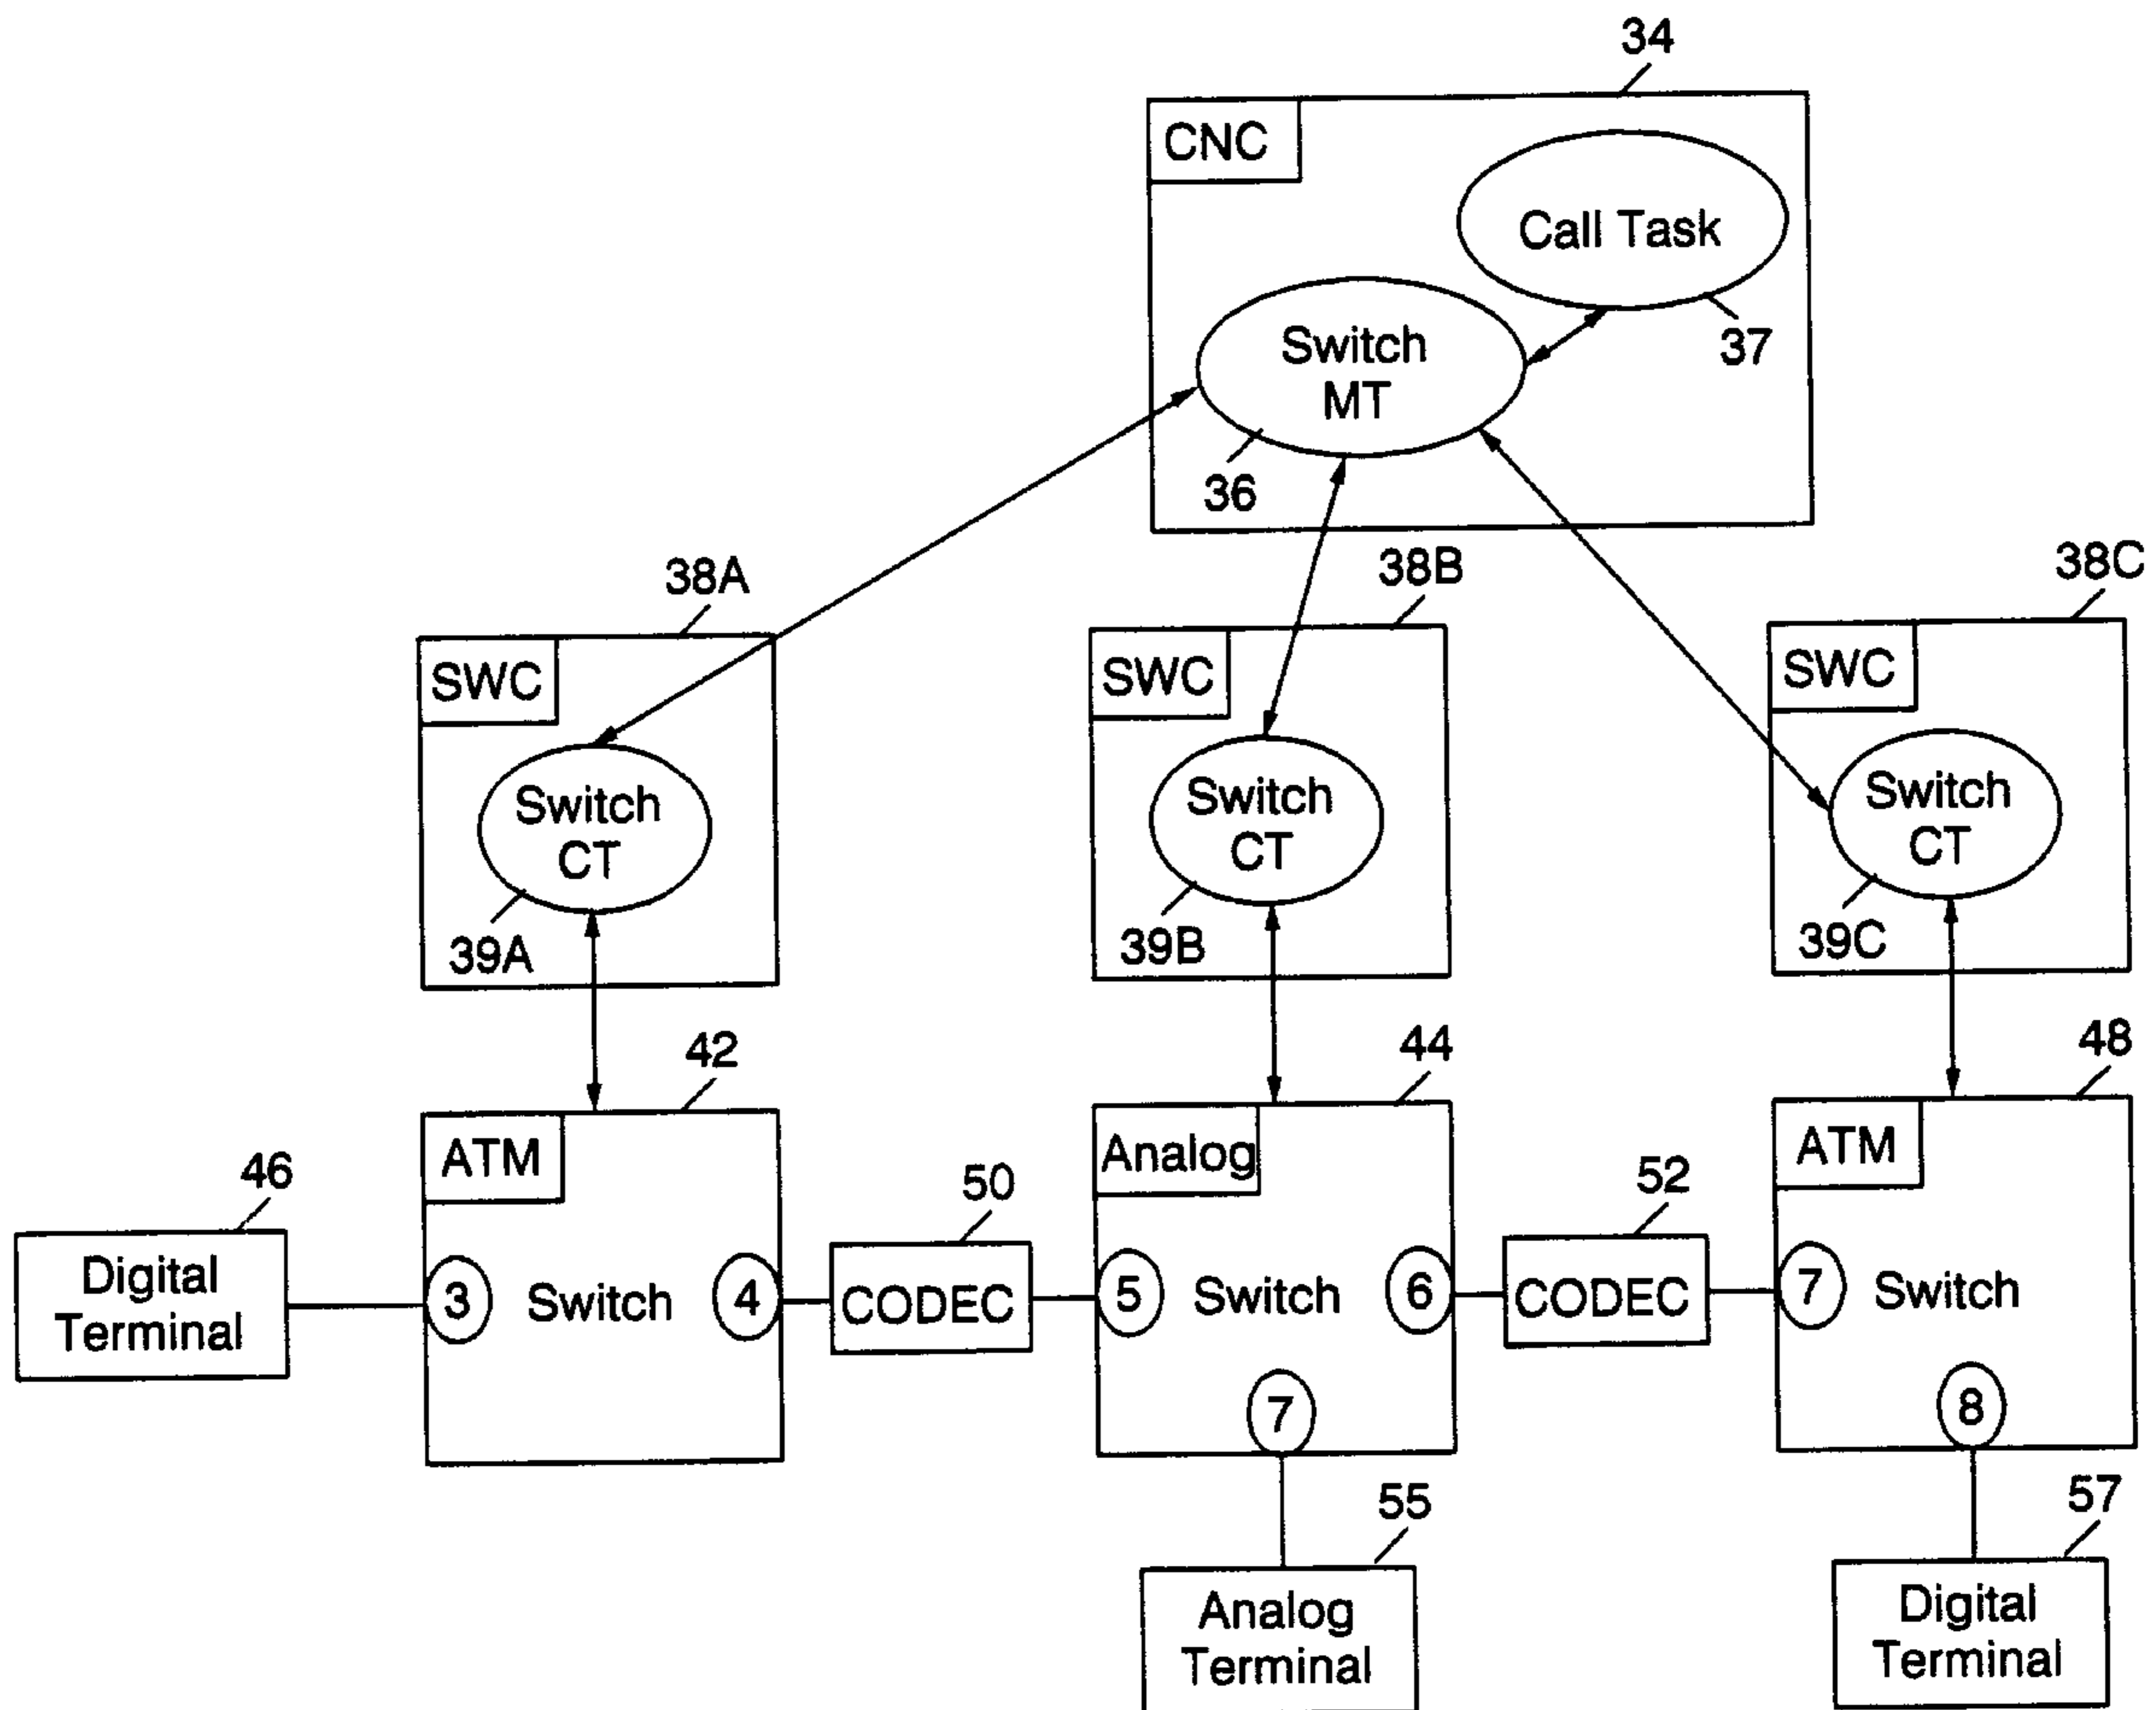 34
CNC
Call Task
37
Switch
MT
36
38A
38B
38C
SWC
SWC
SWC
Switch
CT
Switch
CT
Switch
CT
39A
39B
39C
42
44
48
ATM
Analog
ATM
46
50
52
Digital
Terminal
3
Switch
4
CODEC
5
Switch
6
CODEC
7
Switch
7
8
55
57
Analog
Terminal
Digital
Terminal